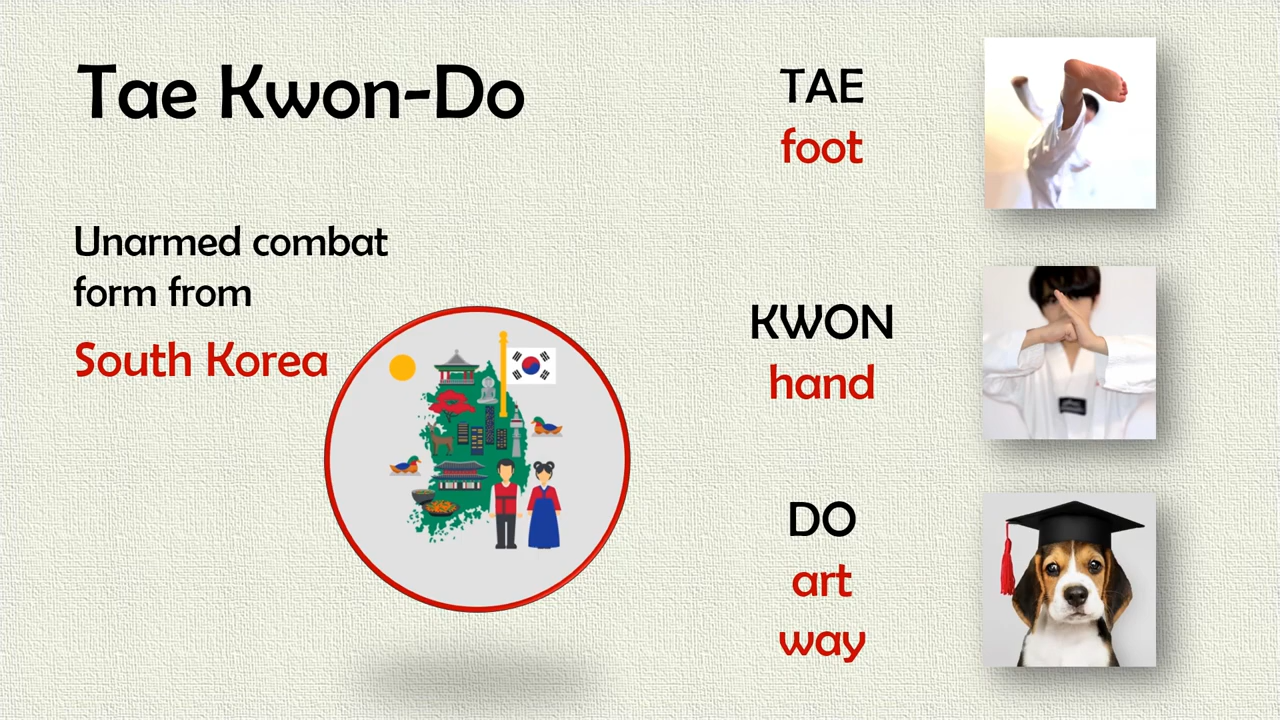 Tae Kwon-Do
Unarmed combat
form from
South Korea
TAE
foot
KWON
hand
DO
art
way